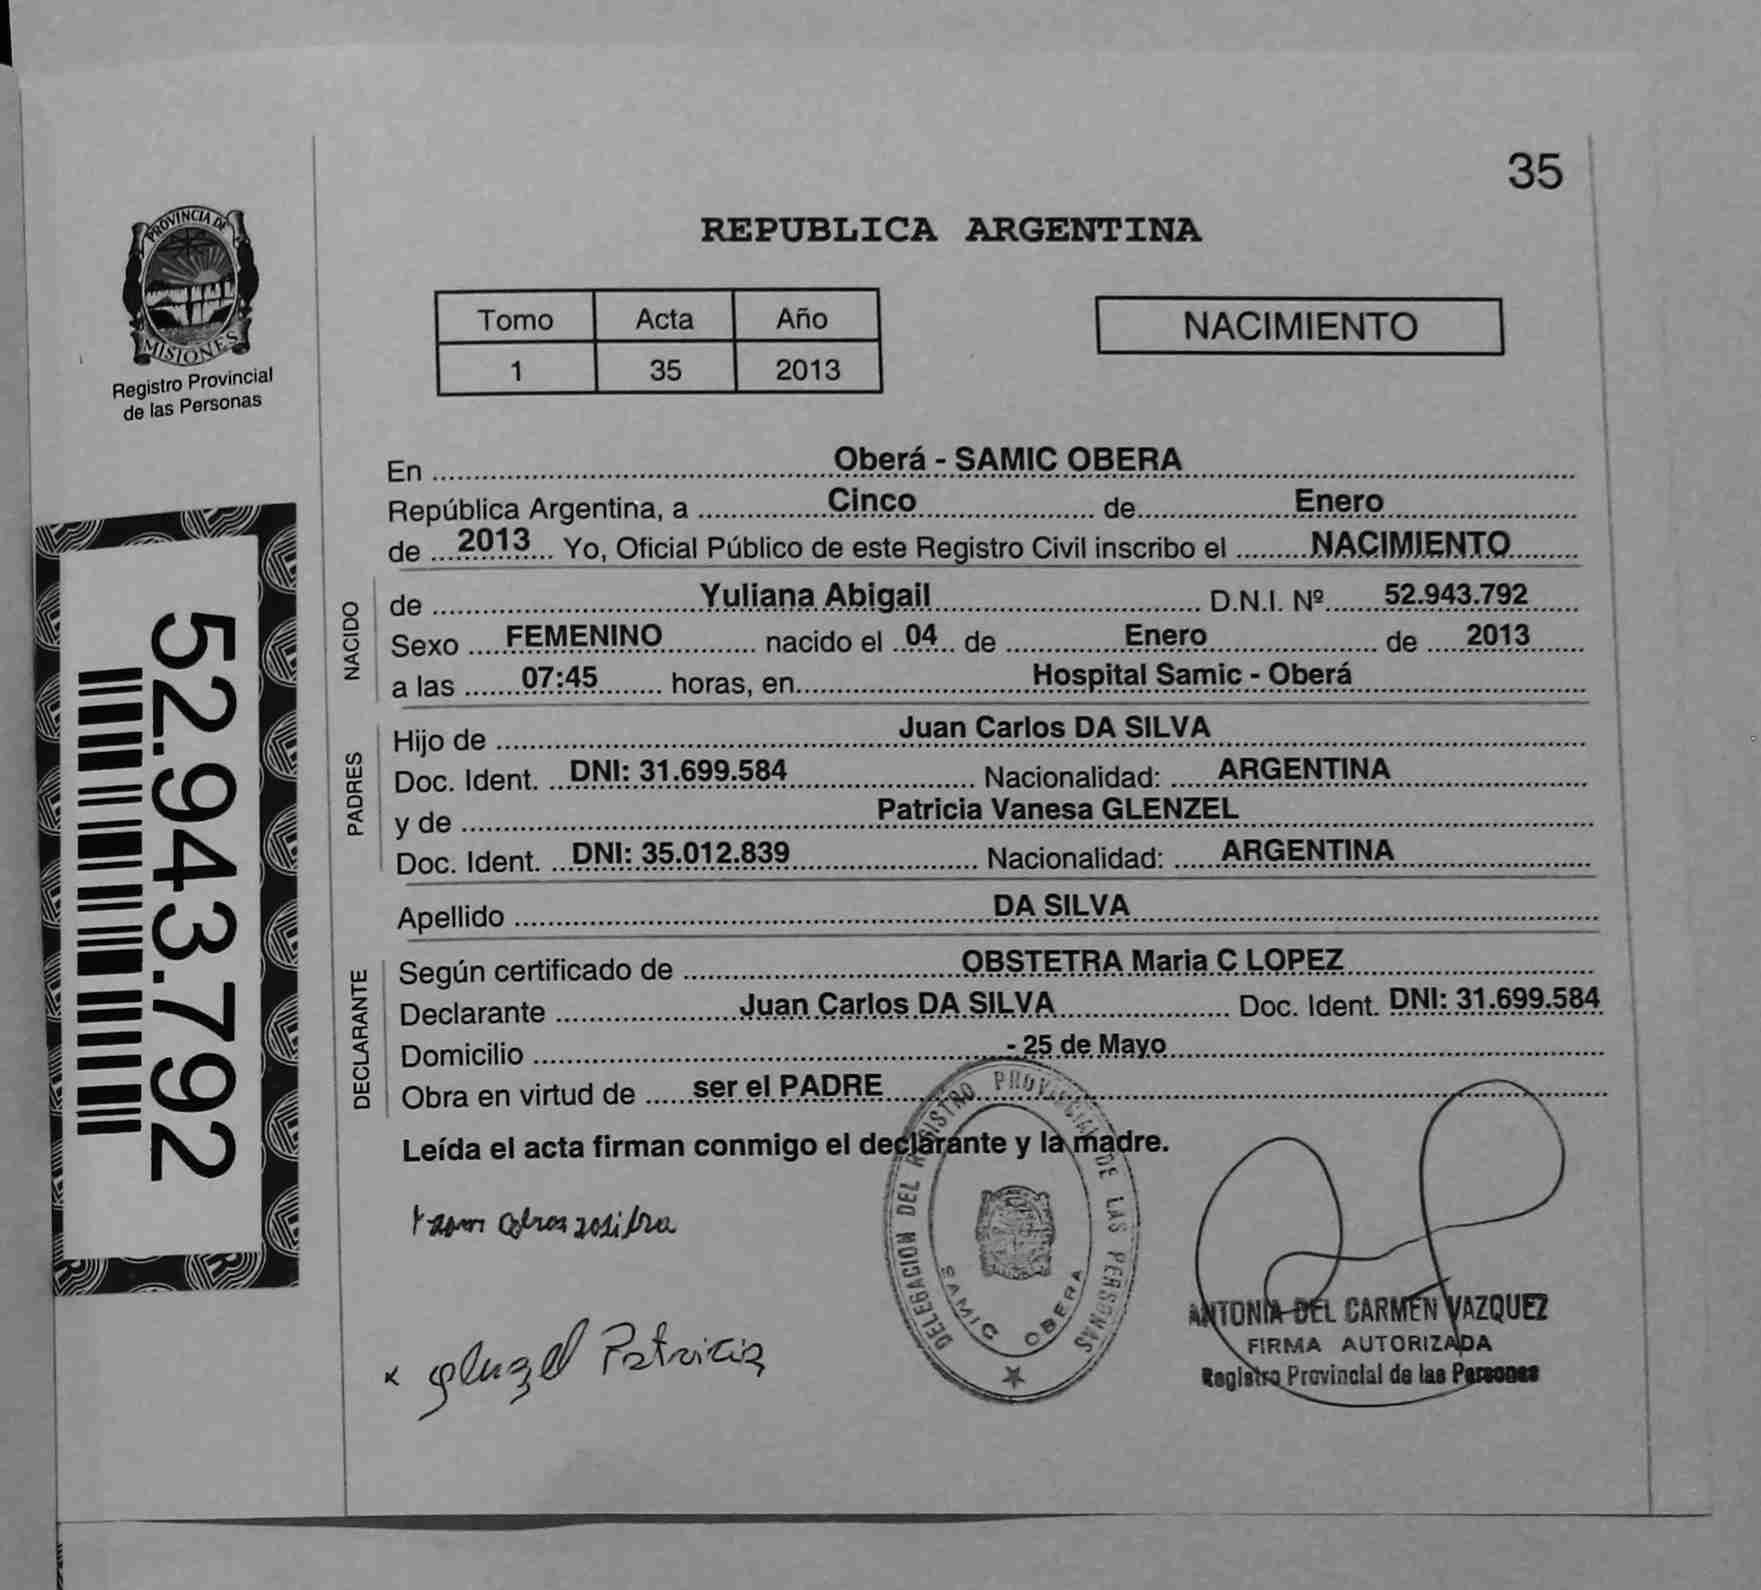 35
PROVINCIA DE
MISIONES
Registro Provincial
de las Personas
REPUBLICA ARGENTINA
Tomo Acta Año
1 35 2013
NACIMIENTO
52.943.792
En Oberá - SAMIC OBERA
República Argentina, a Cinco de Enero
de 2013 Yo, Oficial Público de este Registro Civil inscribo el NACIMIENTO
NACIDO
de Yuliana Abigail D.N.I. Nº 52.943.792
Sexo FEMENINO nacido el 04 de Enero de 2013
a las 07:45 horas, en Hospital Samic - Oberá
PADRES
Hijo de Juan Carlos DA SILVA
Doc. Ident. DNI: 31.699.584 Nacionalidad: ARGENTINA
y de Patricia Vanesa GLENZEL
Doc. Ident. DNI: 35.012.839 Nacionalidad: ARGENTINA
Apellido DA SILVA
DECLARANTE
Según certificado de OBSTETRA Maria C LOPEZ
Declarante Juan Carlos DA SILVA Doc. Ident. DNI: 31.699.584
Domicilio - 25 de Mayo
Obra en virtud de ser el PADRE
Leída el acta firman conmigo el declarante y la madre.
DELEGACION DEL REGISTRO PROVINCIAL DE LAS PERSONAS
SAMIC OBERA
x glenzel Patricia
ANTONIA DEL CARMEN VAZQUEZ
FIRMA AUTORIZADA
Registro Provincial de las Personas